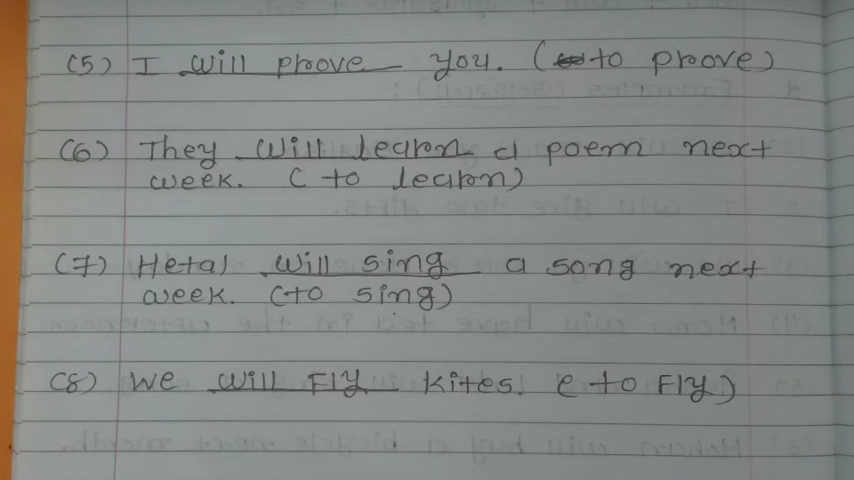 (5) I will prove you. (to prove)
(6) They will learn a poem next
week. (to learn)
(7) Hetal will sing a song next
week. (to sing)
(8) We will Fly kites. (to Fly)